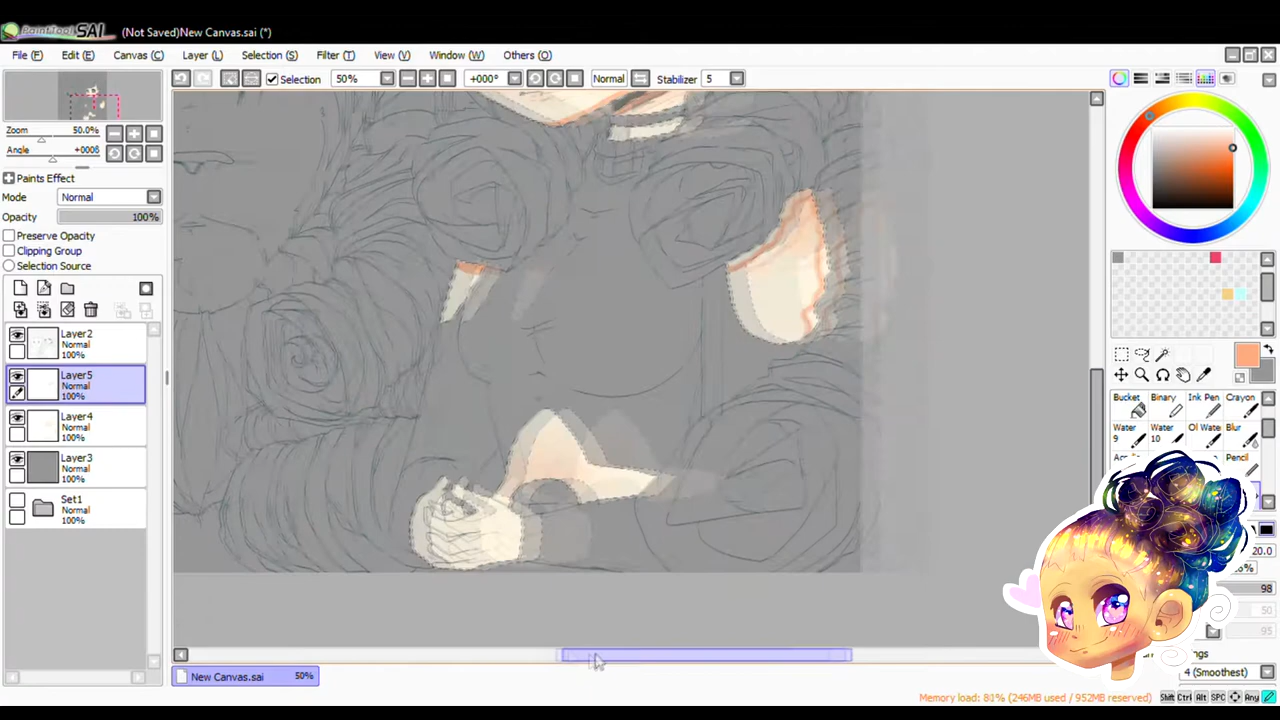 PaintTool SAI (Not Saved)New Canvas.sai (*)
File (F) Edit (E) Canvas (C) Layer (L) Selection (S) Filter (T) View (V) Window (W) Others (O)
Selection 50% +000° Normal Stabilizer 5
Zoom 50.0%
Angle
Paints Effect
Mode Normal
Opacity 100%
Preserve Opacity
Clipping Group
Selection Source
Layer2
Normal
100%
Layer5
Normal
100%
Layer4
Normal
100%
Layer3
Normal
100%
Set1
Normal
100%
Bucket Binary Ink Pen Crayon
Water 9 Water 10 Ol Water Blur
Pencil
20.0
98
50
95
4 (Smoothest)
New Canvas.sai 50%
Memory load: 81% (246MB used / 952MB reserved) Shift Ctrl Alt SPC Any